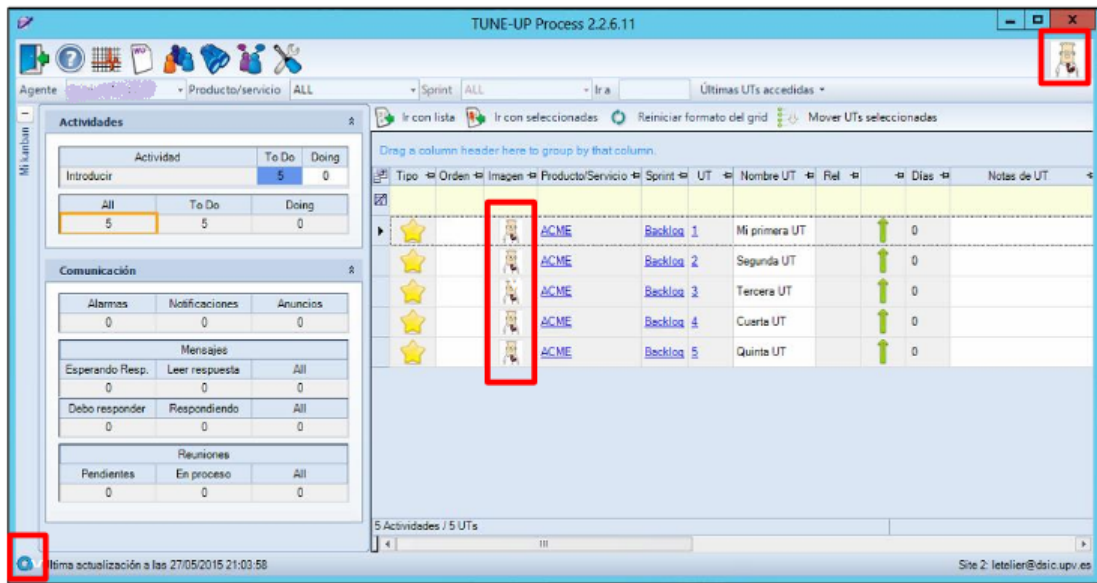 TUNE-UP Process 2.2.6.11
Agente Producto/servicio ALL Sprint ALL Ir a Últimas UTs accedidas
Mi kanban
Actividades
Actividad To Do Doing
Introducir 5 0
All To Do Doing
5 5 0
Comunicación
Alarmas Notificaciones Anuncios
0 0 0
Mensajes
Esperando Resp. Leer respuesta All
0 0 0
Debo responder Respondiendo All
0 0 0
Reuniones
Pendientes En proceso All
0 0 0
Ir con lista Ir con seleccionadas Reiniciar formato del grid Mover UTs seleccionadas
Drag a column header here to group by that column.
Tipo Orden Imagen Producto/Servicio Sprint UT Nombre UT Rel Días Notas de UT
ACME Backlog 1 Mi primera UT 0
ACME Backlog 2 Segunda UT 0
ACME Backlog 3 Tercera UT 0
ACME Backlog 4 Cuarta UT 0
ACME Backlog 5 Quinta UT 0
5 Actividades / 5 UTs
ltima actualización a las 27/05/2015 21:03:58 Site 2: letelier@dsic.upv.es